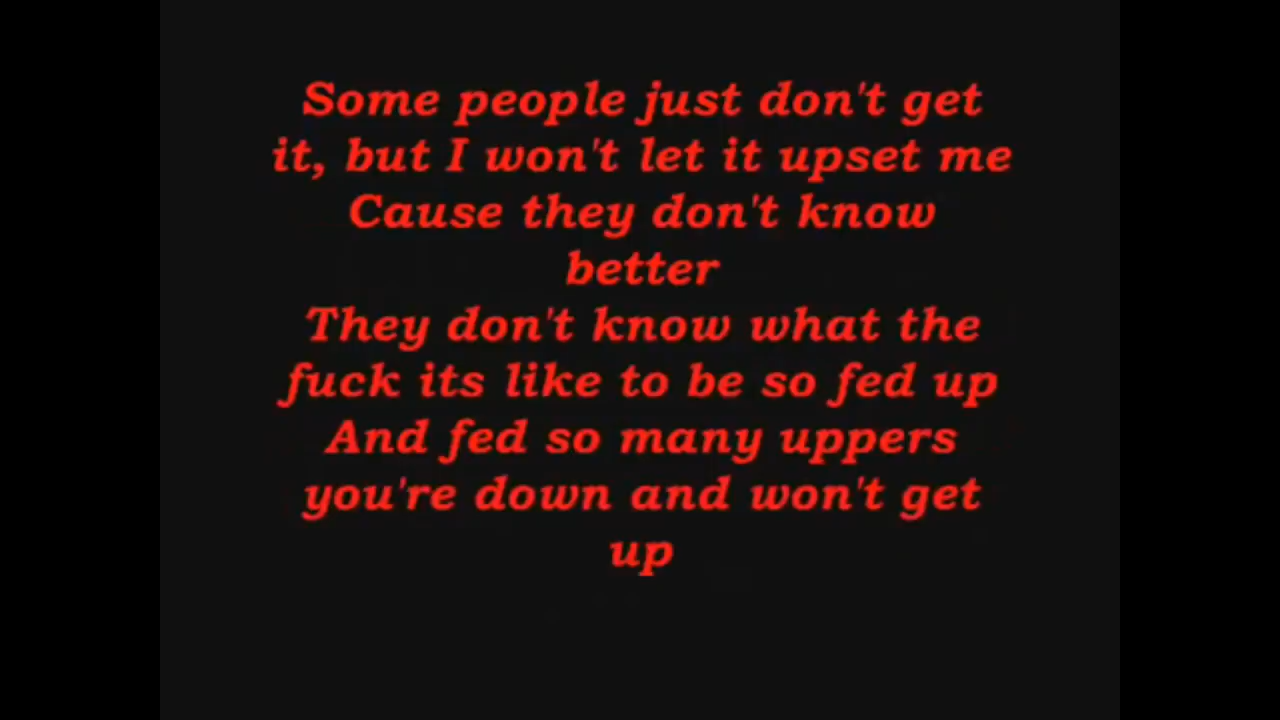 Some people just don't get
it, but I won't let it upset me
Cause they don't know
better
They don't know what the
fuck its like to be so fed up
And fed so many uppers
you're down and won't get
up